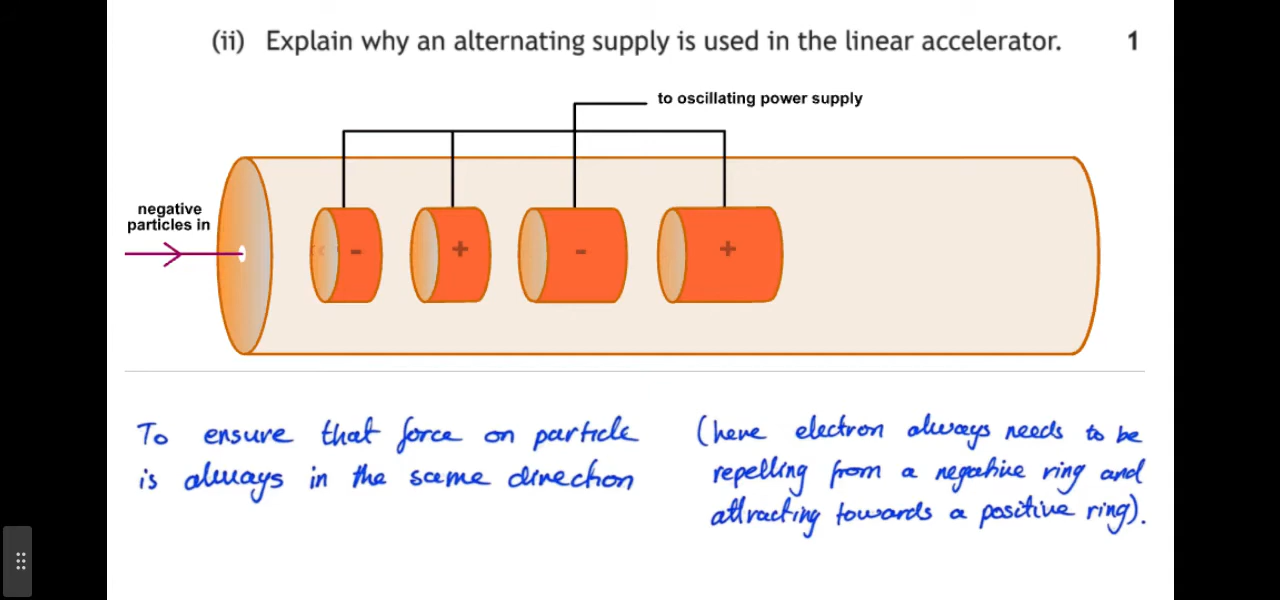 (ii) Explain why an alternating supply is used in the linear accelerator. 1
to oscillating power supply
negative
particles in
- + - +
To ensure that force on particle
is always in the same direction
(here electron always needs to be
repelling from a negative ring and
attracting towards a positive ring).